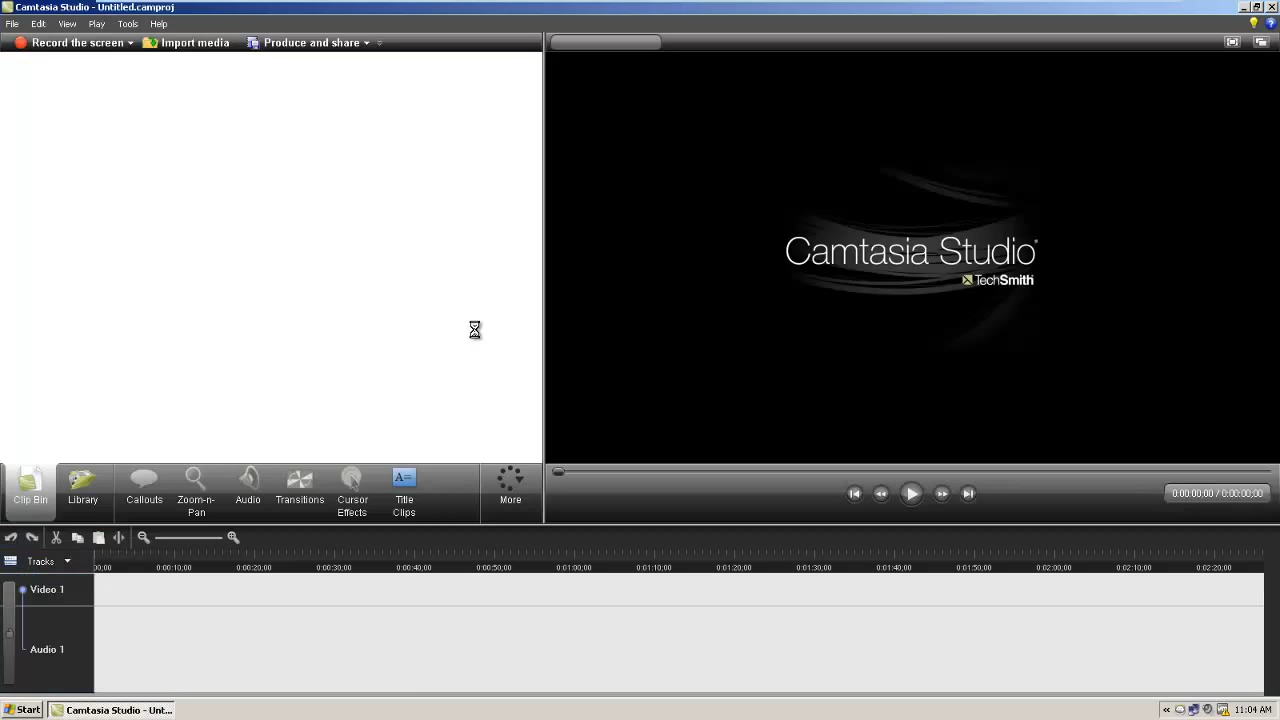 Camtasia Studio - Untitled.camproj
File Edit View Play Tools Help
Record the screen Import media Produce and share
Camtasia Studio®
TechSmith
Clip Bin Library Callouts Zoom-n-Pan Audio Transitions Cursor Effects Title Clips More
0:00:00;00 / 0:00:00;00
Tracks 00;00 0:00:10;00 0:00:20;00 0:00:30;00 0:00:40;00 0:00:50;00 0:01:00;00 0:01:10;00 0:01:20;00 0:01:30;00 0:01:40;00 0:01:50;00 0:02:00;00 0:02:10;00 0:02:20;00
Video 1
Audio 1
Start Camtasia Studio - Unt... « 11:04 AM